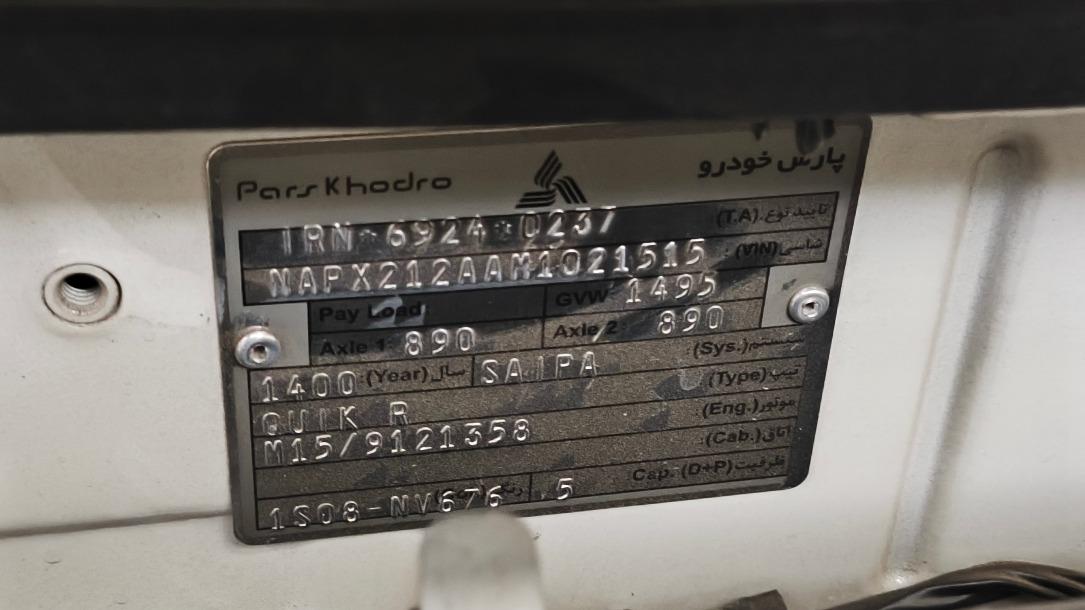 Pars Khodro پارس خودرو
IRN*6924*0237 تایید نوع.(T.A)
NAPX212AAM1021515 شاسی:(VIN)
Pay Load GVW 1495
Axle 1: 890 Axle 2: 890
1400 سال(Year): SAIPA سیستم(Sys.)
QUIK R تیپ(Type)
M15/9121358 موتور(Eng.)
اتاق(Cab.):
1S08-NV676 5 ظرفیت(D+P) Cap.